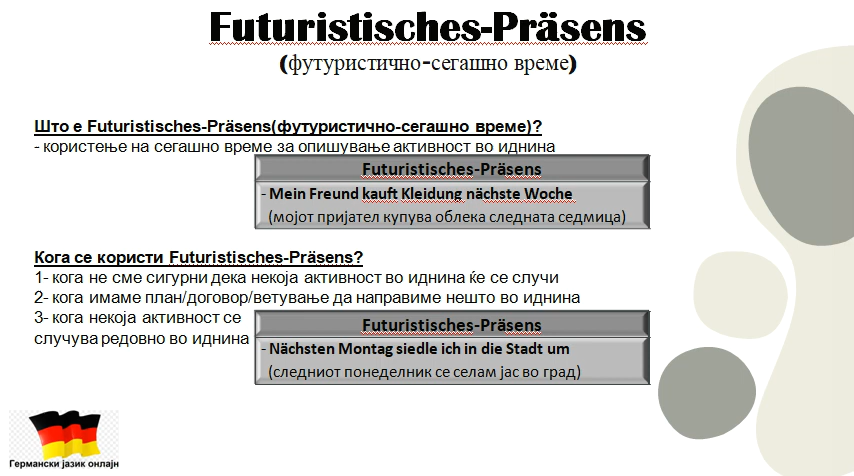 Futuristisches-Präsens
(футуристично-сегашно време)
Што е Futuristisches-Präsens(футуристично-сегашно време)?
- користење на сегашно време за опишување активност во иднина
Futuristisches-Präsens
- Mein Freund kauft Kleidung nächste Woche
(мојот пријател купува облека следната седмица)
Кога се користи Futuristisches-Präsens?
1- кога не сме сигурни дека некоја активност во иднина ќе се случи
2- кога имаме план/договор/ветување да направиме нешто во иднина
3- кога некоја активност се
случува редовно во иднина
Futuristisches-Präsens
- Nächsten Montag siedle ich in die Stadt um
(следниот понеделник се селам јас во град)
Германски јазик онлајн